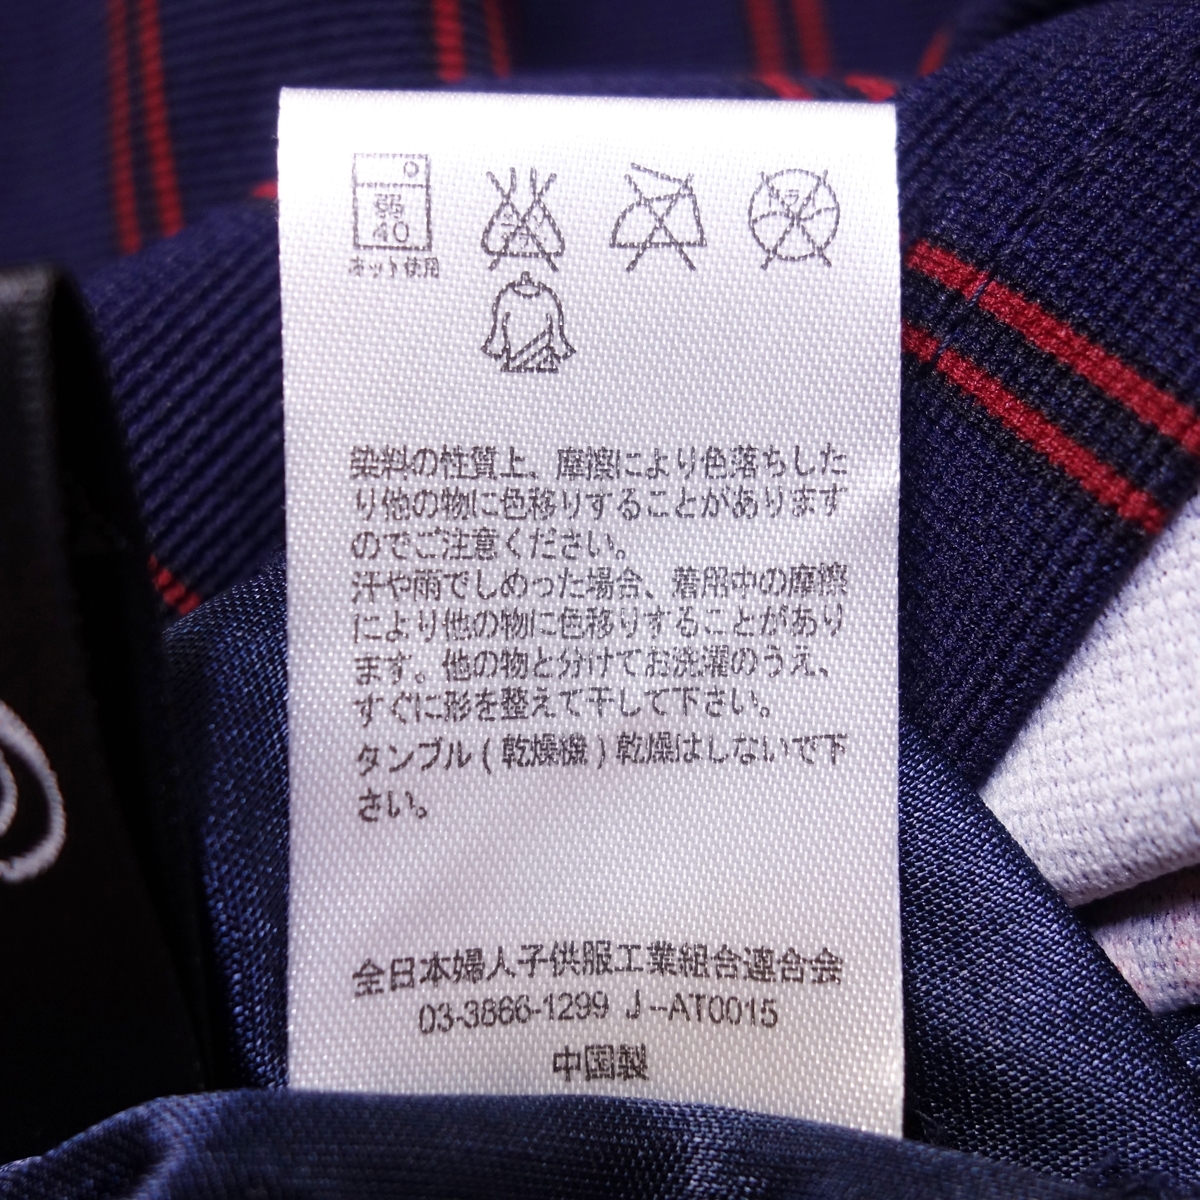 弱
40
ネット使用
染料の性質上、摩擦により色落ちした
り他の物に色移りすることがあります
のでご注意ください。
汗や雨でしめった場合、着用中の摩擦
により他の物に色移りすることがあり
ます。他の物と分けてお洗濯のうえ、
すぐに形を整えて干して下さい。
タンブル(乾燥機)乾燥はしないで下
さい。
全日本婦人子供服工業組合連合会
03-3866-1299 J-AT0015
中国製